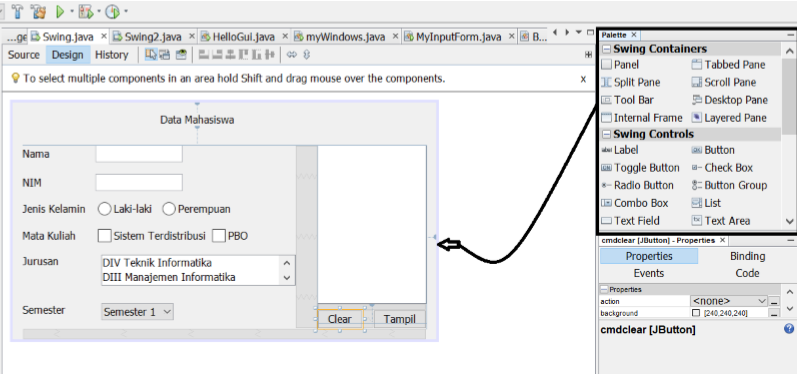 ...ge Swing.java × Swing2.java × HelloGui.java × myWindows.java × MyInputForm.java × B...
Source Design History
To select multiple components in an area hold Shift and drag mouse over the components. x
Data Mahasiswa
Nama
NIM
Jenis Kelamin Laki-laki Perempuan
Mata Kuliah Sistem Terdistribusi PBO
Jurusan DIV Teknik Informatika
DIII Manajemen Informatika
Semester Semester 1
Clear Tampil
Palette ×
Swing Containers
Panel Tabbed Pane
Split Pane Scroll Pane
Tool Bar Desktop Pane
Internal Frame Layered Pane
Swing Controls
Label Button
Toggle Button Check Box
Radio Button Button Group
Combo Box List
Text Field Text Area
cmdclear [JButton] - Properties ×
Properties Binding
Events Code
Properties
action <none> ...
background [240,240,240] ...
cmdclear [JButton]